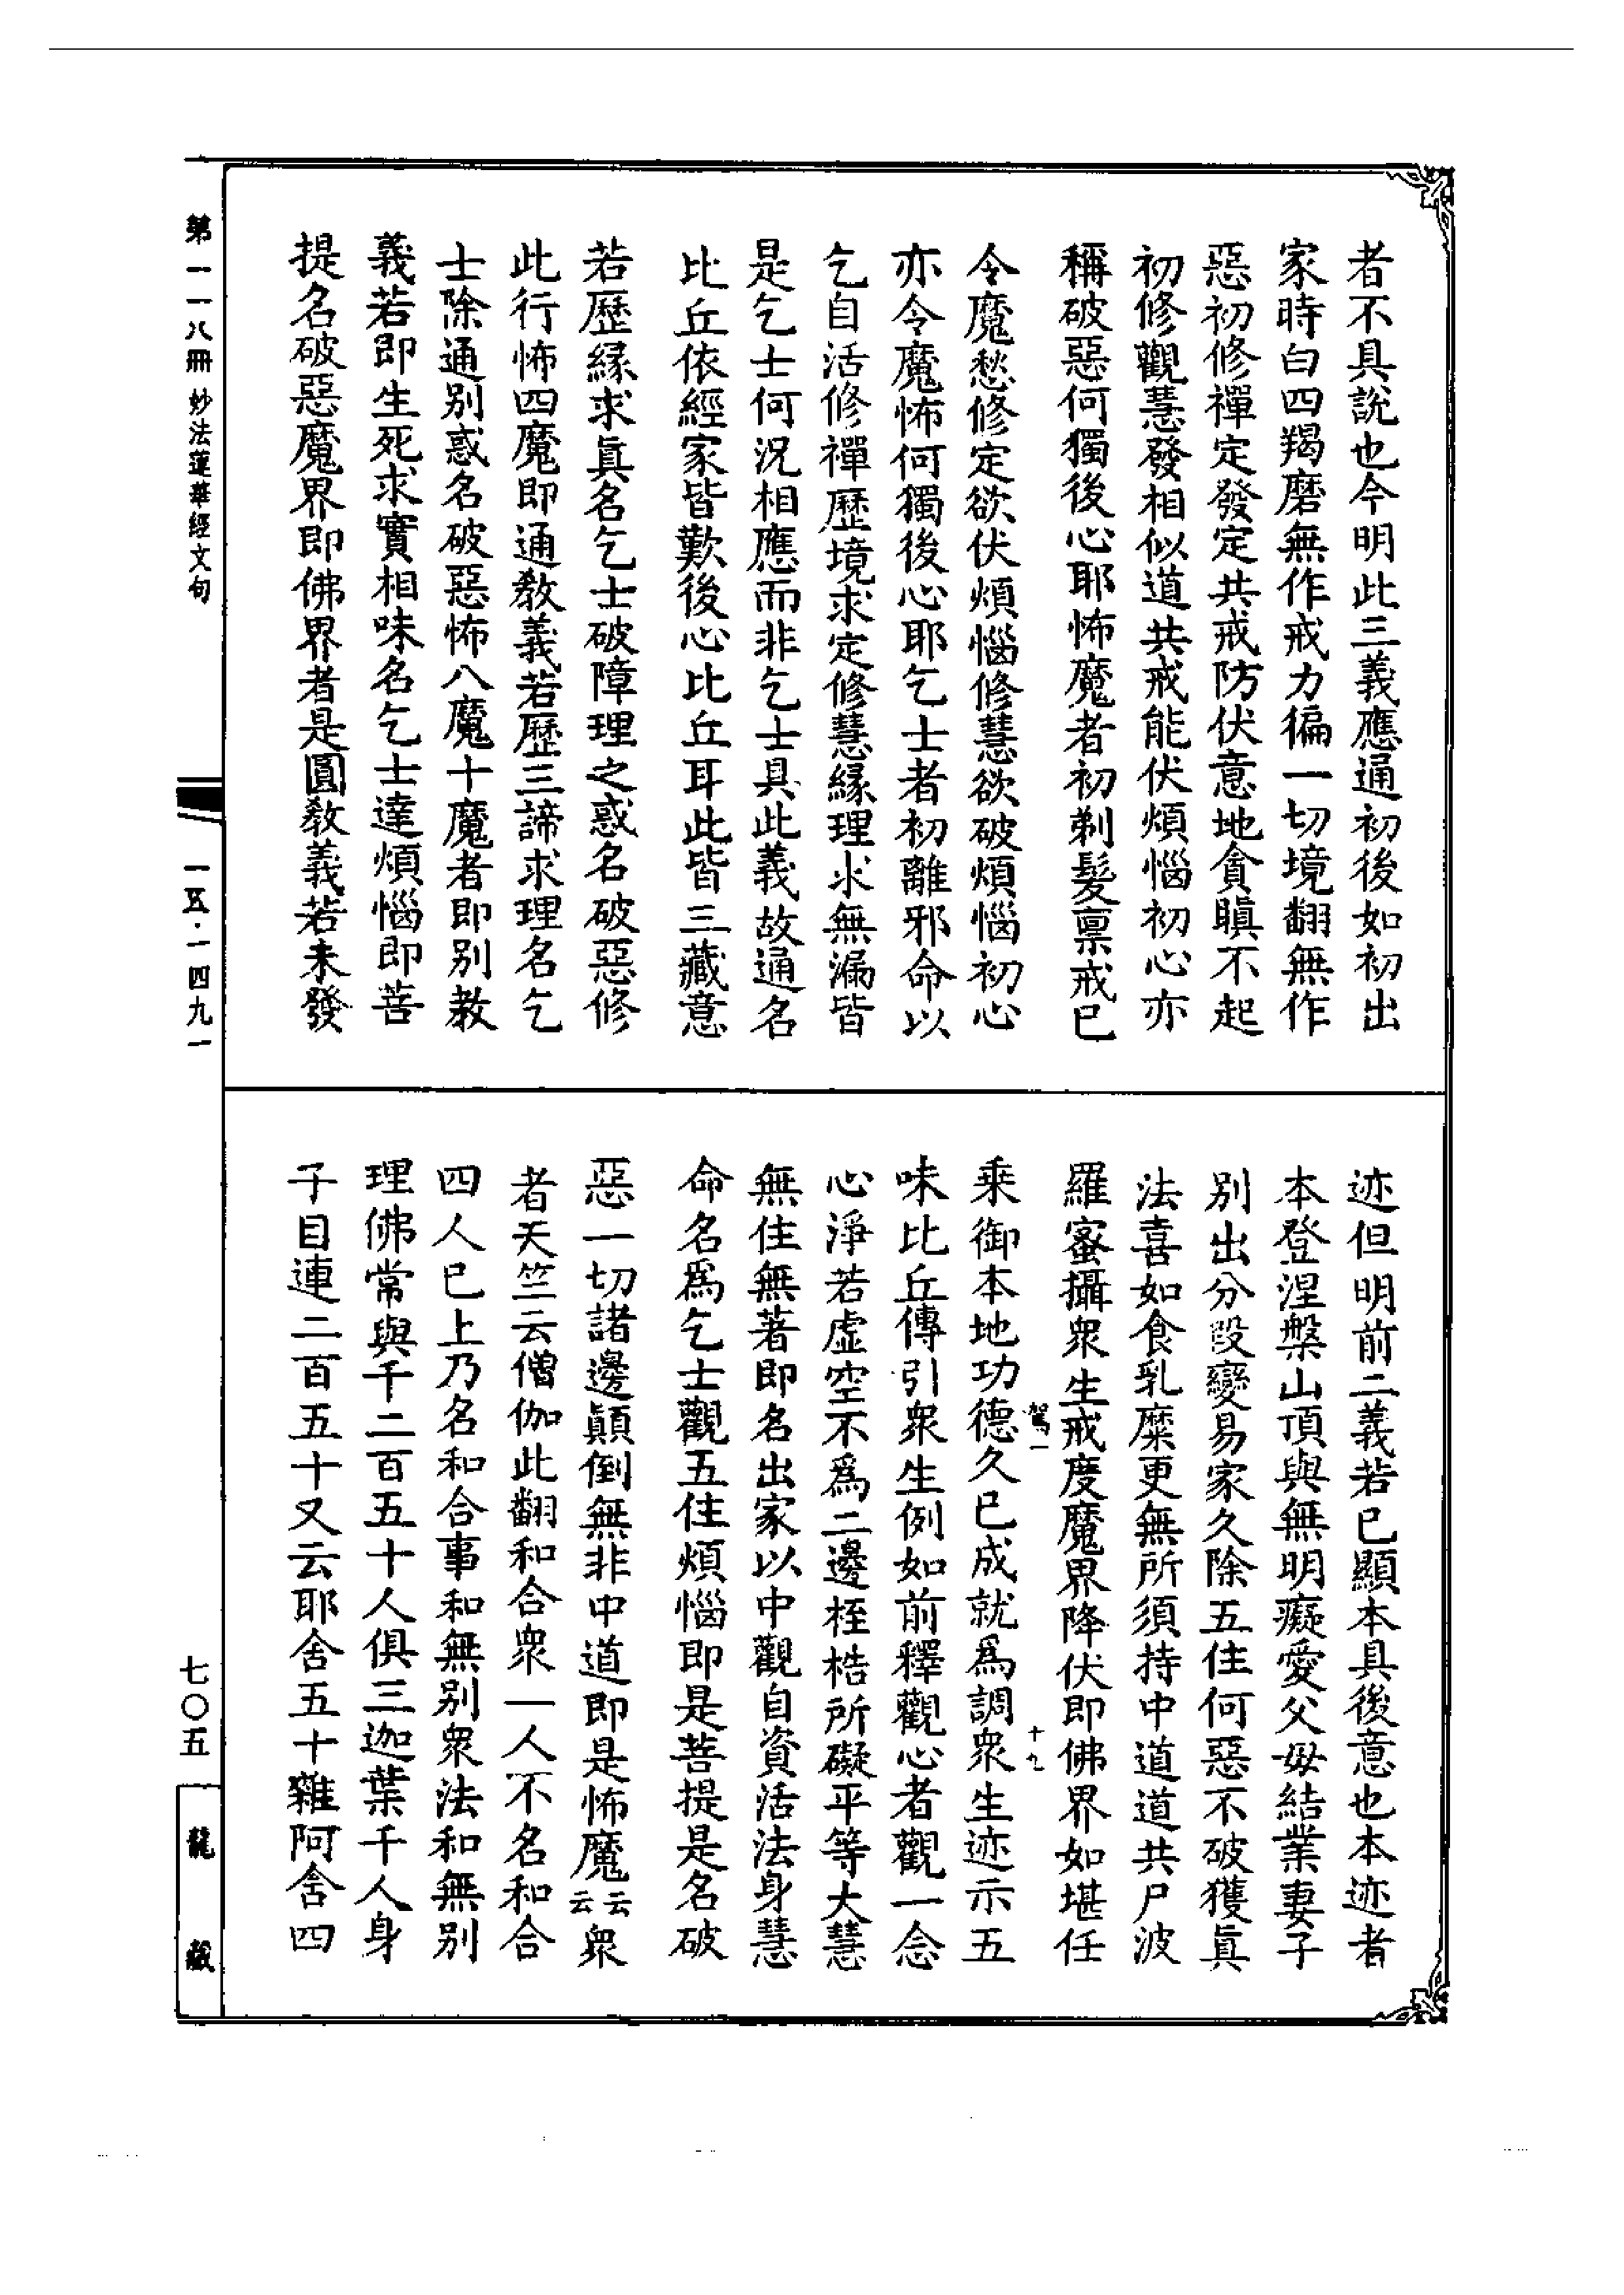 者不具說也今明此三義應通初後如初出
家時白四羯磨無作戒力徧一切境翻無作
惡初修禪定發定共戒防伏意地貪瞋不起
初修觀慧發相似道共戒能伏煩惱初心亦
稱破惡何獨後心耶怖魔者初剃髮禀戒已
令魔愁修定欲伏煩惱修慧欲破煩惱初心
亦令魔怖何獨後心耶乞士者初離邪命以
乞自活修禪歷境求定修慧緣理求無漏皆
是乞士何況相應而非乞士具此義故通名
比丘依經家皆歎後心比丘耳此皆三藏意
若歷緣求眞名乞士破障理之惑名破惡修
此行怖四魔即通教義若歷三諦求理名乞
士除通別惑名破惡怖八魔十魔者即別教
義若即生死求實相味名乞士達煩惱即菩
提名破惡魔界即佛界者是圓教義若未發
迹但明前二義若已顯本具後意也本迹者
本登涅槃山頂與無明癡愛父母結業妻子
別出分段變易家久除五住何惡不破獲眞
法喜如食乳糜更無所須持中道道共尸波
羅蜜攝衆生戒度魔界降伏即佛界如堪任
乘御本地功德久已成就爲調衆生迹示五
味比丘傳引衆生例如前釋觀心者觀一念
心淨若虛空不爲二邊桎梏所礙平等大慧
無住無著即名出家以中觀自資活法身慧
命名爲乞士觀五住煩惱即是菩提是名破
惡一切諸邊顚倒無非中道即是怖魔云云衆
者天竺云僧伽此翻和合衆一人不名和合
四人已上乃名和合事和無別衆法和無別
理佛常與千二百五十人俱三迦葉千人身
子目連二百五十又云耶舍五十雜阿含四
駕一
十九
第一一八冊 妙法蓮華經文句
一五·一四九一
七〇五
龍藏